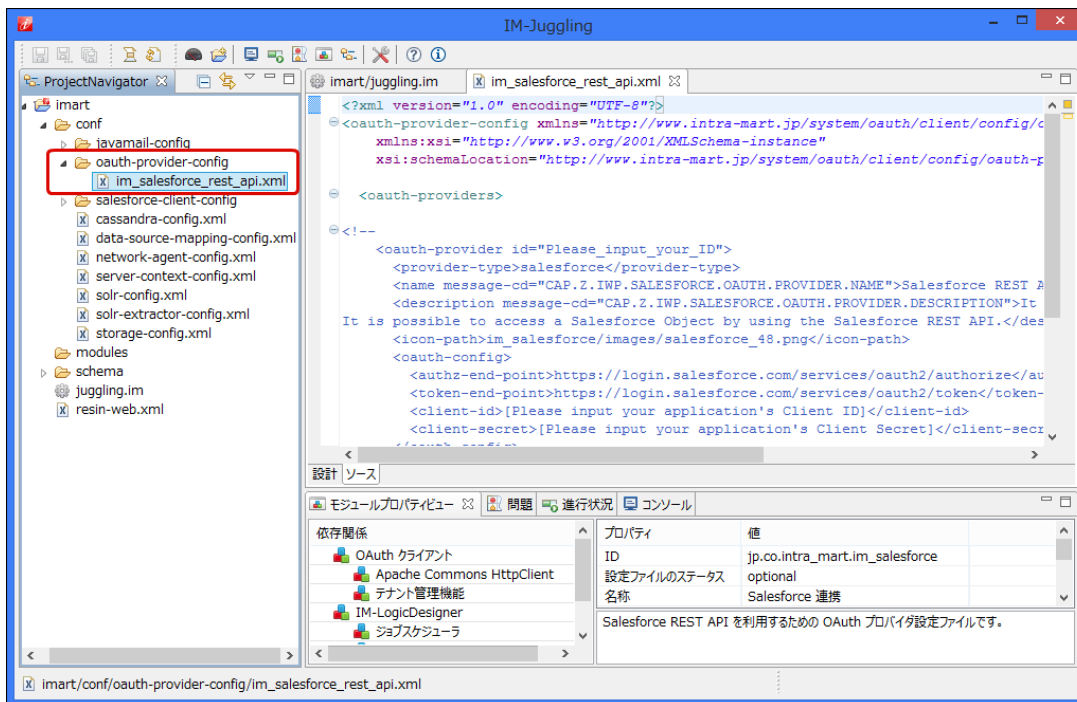 IM-Juggling
ProjectNavigator
imart
conf
javamail-config
oauth-provider-config
im_salesforce_rest_api.xml
salesforce-client-config
cassandra-config.xml
data-source-mapping-config.xml
network-agent-config.xml
server-context-config.xml
solr-config.xml
solr-extractor-config.xml
storage-config.xml
modules
schema
juggling.im
resin-web.xml
imart/juggling.im
im_salesforce_rest_api.xml
<?xml version="1.0" encoding="UTF-8"?>
<oauth-provider-config xmlns="http://www.intra-mart.jp/system/oauth/client/config/c
xmlns:xsi="http://www.w3.org/2001/XMLSchema-instance"
xsi:schemaLocation="http://www.intra-mart.jp/system/oauth/client/config/oauth-p
<oauth-providers>
<!--
<oauth-provider id="Please_input_your_ID">
<provider-type>salesforce</provider-type>
<name message-cd="CAP.Z.IWP.SALESFORCE.OAUTH.PROVIDER.NAME">Salesforce REST A
<description message-cd="CAP.Z.IWP.SALESFORCE.OAUTH.PROVIDER.DESCRIPTION">It
It is possible to access a Salesforce Object by using the Salesforce REST API.</des
<icon-path>im_salesforce/images/salesforce_48.png</icon-path>
<oauth-config>
<authz-end-point>https://login.salesforce.com/services/oauth2/authorize</au
<token-end-point>https://login.salesforce.com/services/oauth2/token</token-
<client-id>[Please input your application's Client ID]</client-id>
<client-secret>[Please input your application's Client Secret]</client-secr
</oauth-config>
設計 ソース
モジュールプロパティビュー 問題 進行状況 コンソール
依存関係
OAuth クライアント
Apache Commons HttpClient
テナント管理機能
IM-LogicDesigner
ジョブスケジューラ
プロパティ 値
ID jp.co.intra_mart.im_salesforce
設定ファイルのステータス optional
名称 Salesforce 連携
Salesforce REST API を利用するための OAuth プロバイダ設定ファイルです。
imart/conf/oauth-provider-config/im_salesforce_rest_api.xml